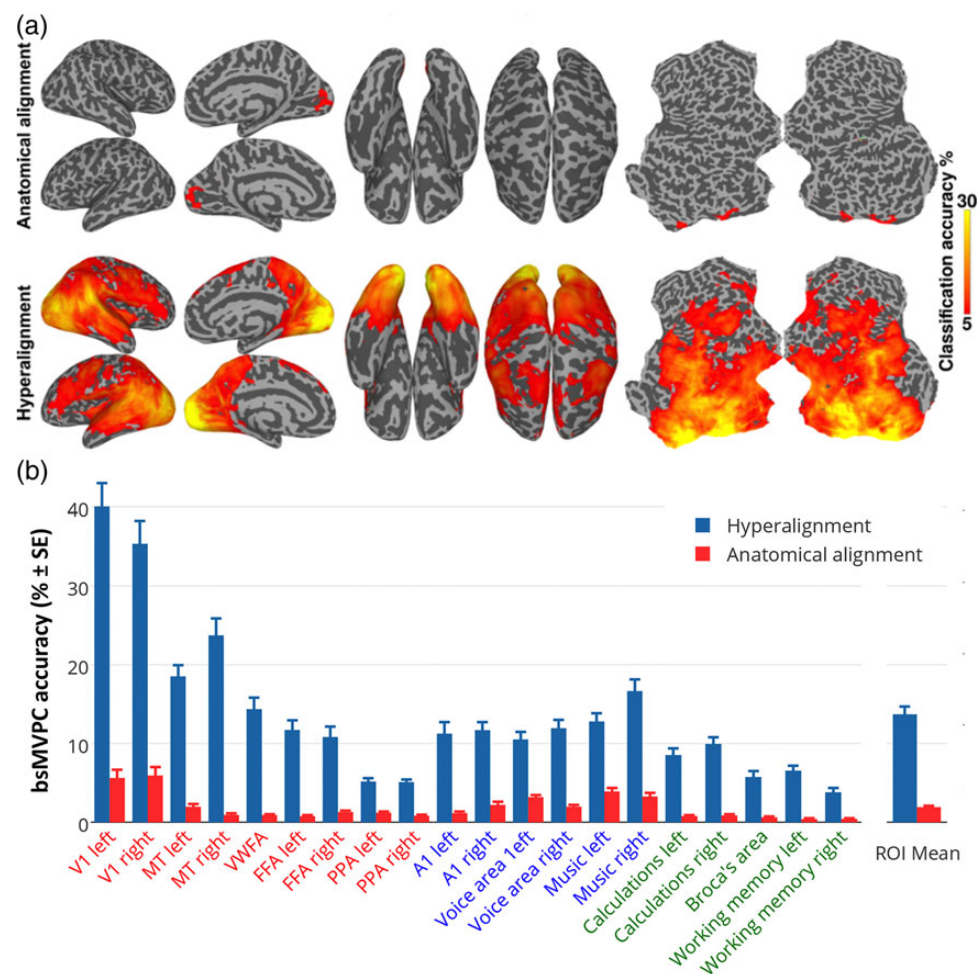 (a)
Anatomical alignment
Hyperalignment
Classification accuracy %
30
5
(b)
bsMVPC accuracy (% ± SE)
40
30
20
10
0
Hyperalignment
Anatomical alignment
V1 left
V1 right
MT left
MT right
VWFA
FFA left
FFA right
PPA left
PPA right
A1 left
A1 right
Voice area 1eft
Voice area right
Music left
Music right
Calculations left
Calculations right
Broca's area
Working memory left
Working memory right
ROI Mean